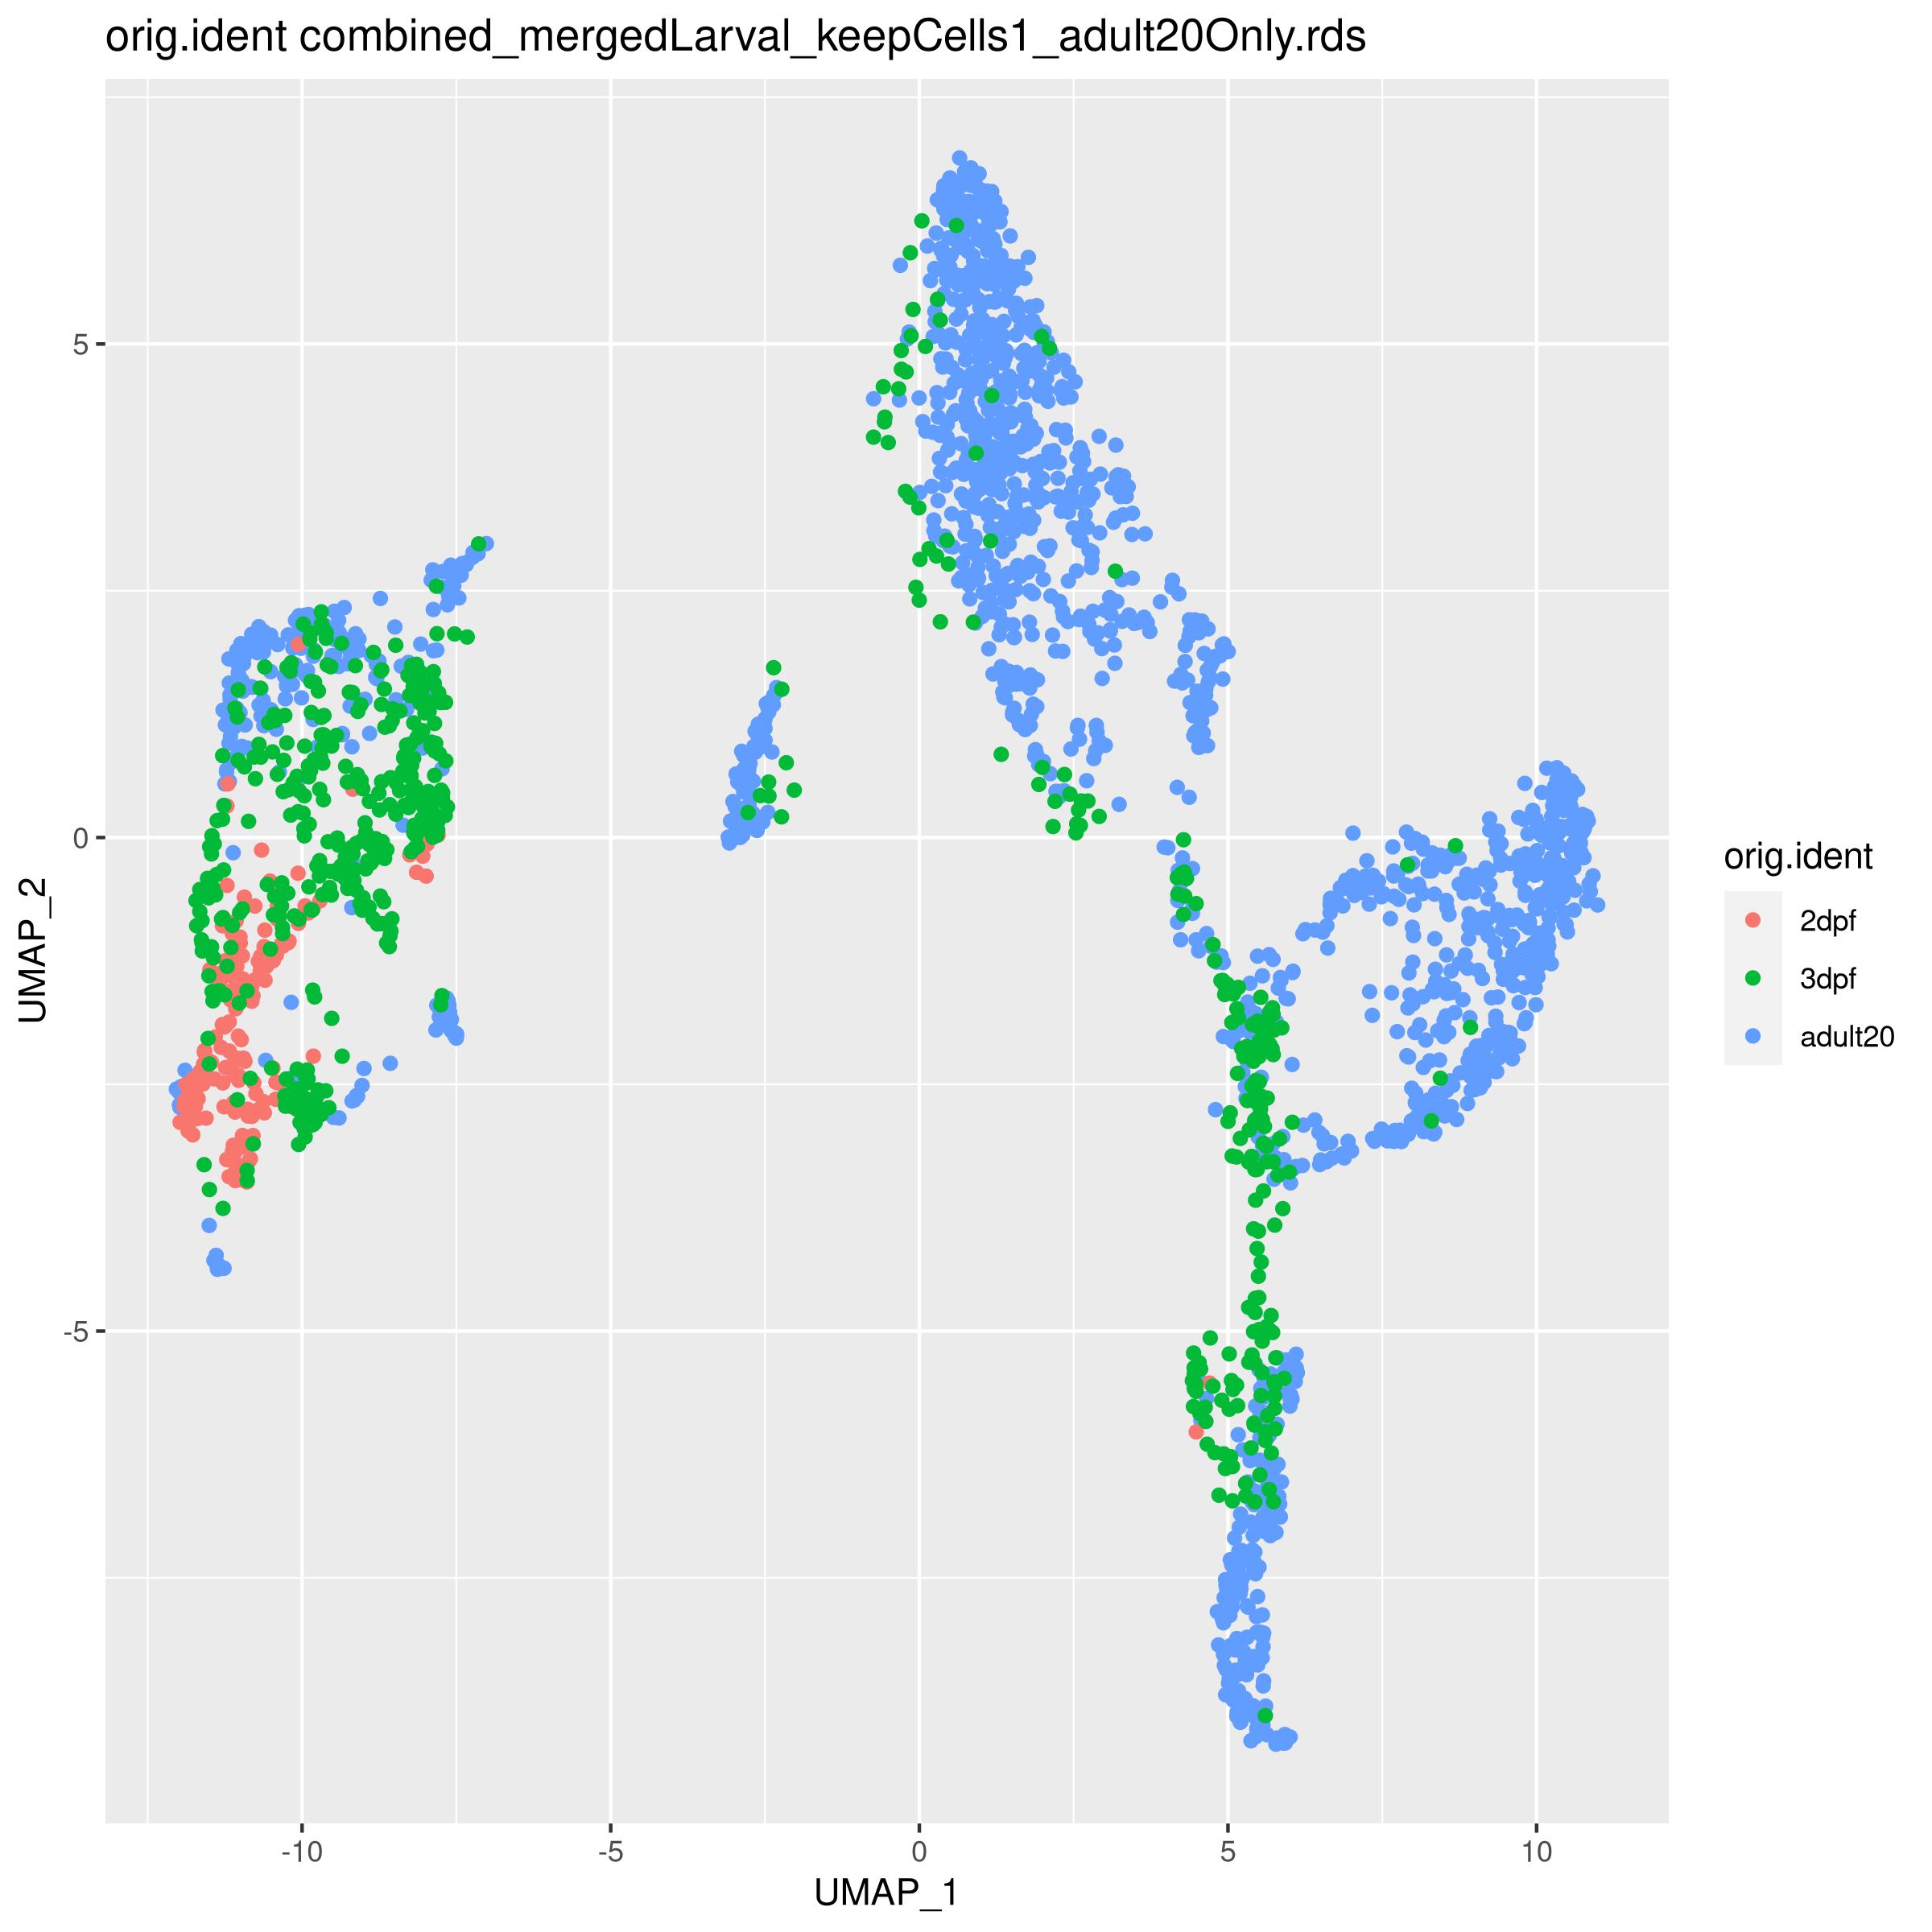 orig.ident combined_mergedLarval_keepCells1_adult20Only.rds
UMAP_2
5
0
-5
-10
-5
0
5
10
UMAP_1
orig.ident
2dpf
3dpf
adult20